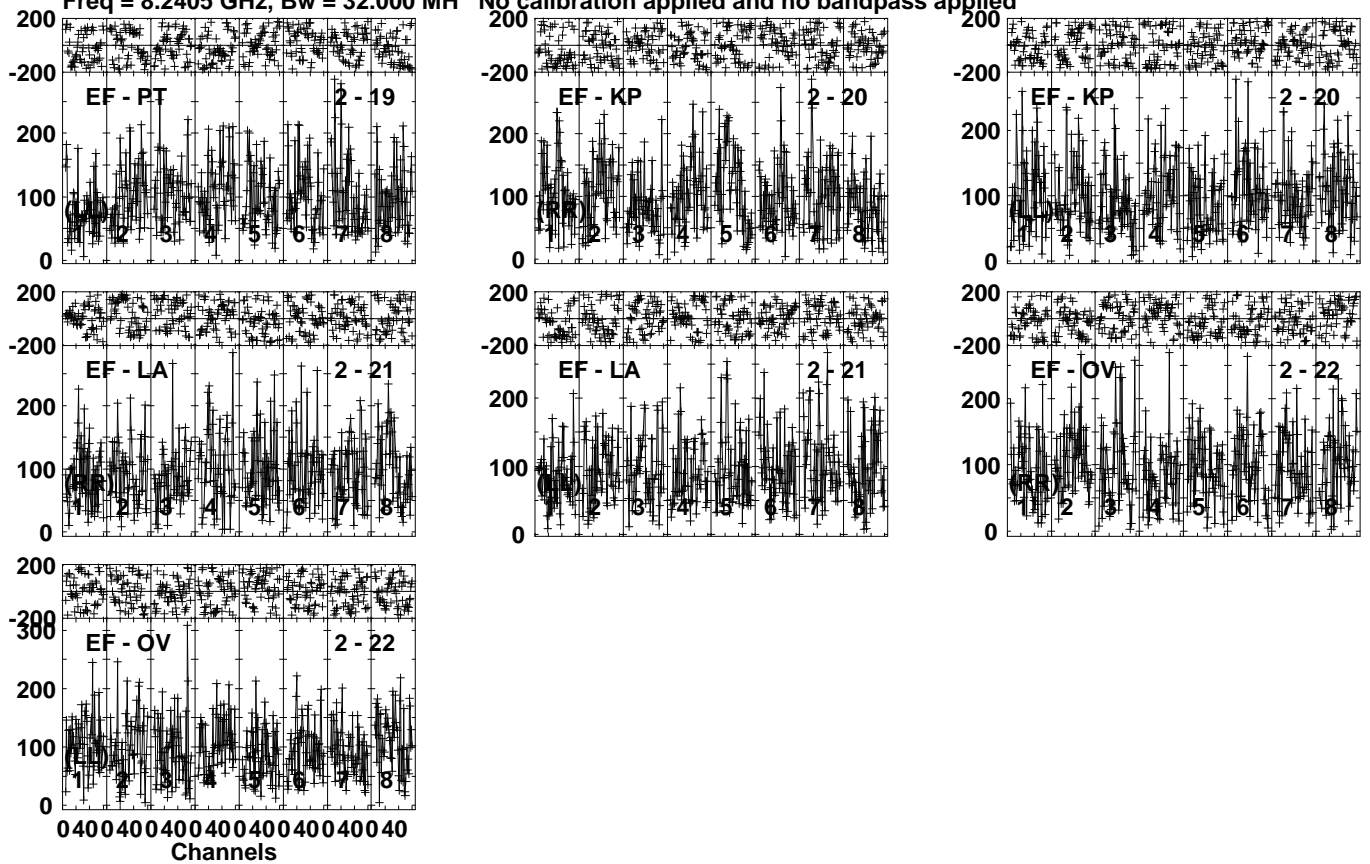 Freq = 8.2405 GHz, Bw = 32.000 MH No calibration applied and no bandpass applied
200
-200
EF - PT 2 - 19
200
100
0
(LL)
1 2 3 4 5 6 7 8
200
-200
EF - KP 2 - 20
200
100
0
(RR)
1 2 3 4 5 6 7 8
200
-200
EF - KP 2 - 20
200
100
0
(LL)
1 2 3 4 5 6 7 8
200
-200
EF - LA 2 - 21
200
100
0
(RR)
1 2 3 4 5 6 7 8
200
-200
EF - LA 2 - 21
200
100
0
(LL)
1 2 3 4 5 6 7 8
200
-200
EF - OV 2 - 22
200
100
0
(RR)
1 2 3 4 5 6 7 8
200
-200
300
EF - OV 2 - 22
200
100
0
(LL)
1 2 3 4 5 6 7 8
0 40 0 40 0 40 0 40 0 40 0 40 0 40 0 40
Channels